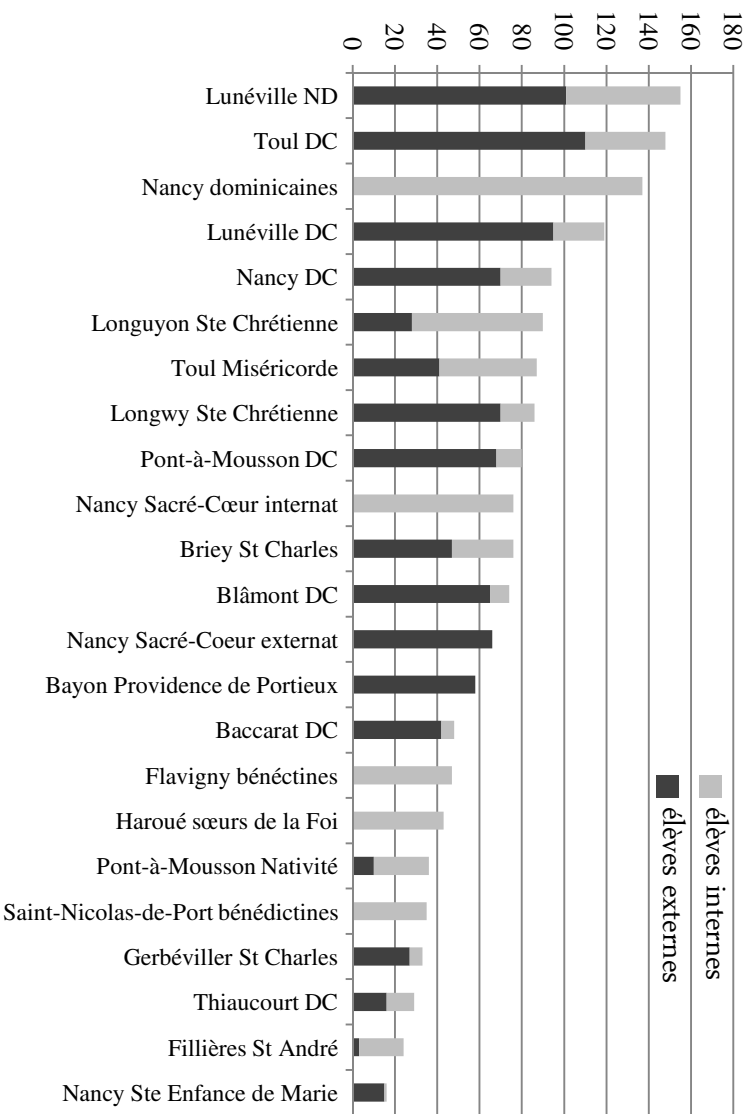 0
20
40
60
80
100
120
140
160
180
Lunéville ND
Toul DC
Nancy dominicaines
Lunéville DC
Nancy DC
Longuyon Ste Chrétienne
Toul Miséricorde
Longwy Ste Chrétienne
Pont-à-Mousson DC
Nancy Sacré-Cœur internat
Briey St Charles
Blâmont DC
Nancy Sacré-Coeur externat
Bayon Providence de Portieux
Baccarat DC
Flavigny bénéctines
Haroué sœurs de la Foi
Pont-à-Mousson Nativité
Saint-Nicolas-de-Port bénédictines
Gerbéviller St Charles
Thiaucourt DC
Fillières St André
Nancy Ste Enfance de Marie
élèves internes
élèves externes